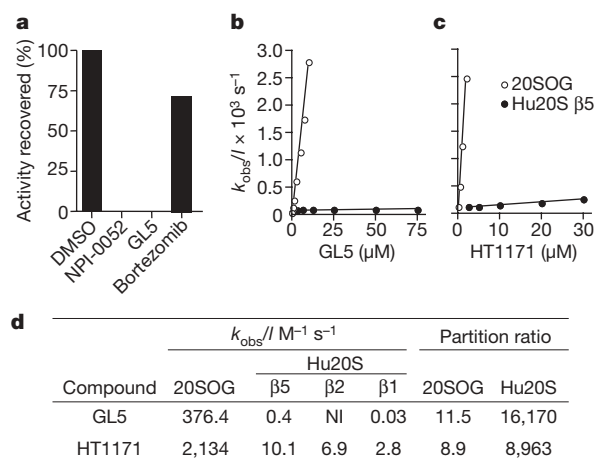 a
Activity recovered (%)
100
75
50
25
0
DMSO
NPI-0052
GL5
Bortezomib
b
k_obs/I × 10³ s⁻¹
3.0
2.5
2.0
1.5
1.0
0.5
0
0
25
50
75
GL5 (μM)
c
20SOG
Hu20S β5
0
10
20
30
HT1171 (μM)
d
k_obs/I M⁻¹ s⁻¹ Partition ratio
Hu20S
Compound 20SOG β5 β2 β1 20SOG Hu20S
GL5 376.4 0.4 NI 0.03 11.5 16,170
HT1171 2,134 10.1 6.9 2.8 8.9 8,963